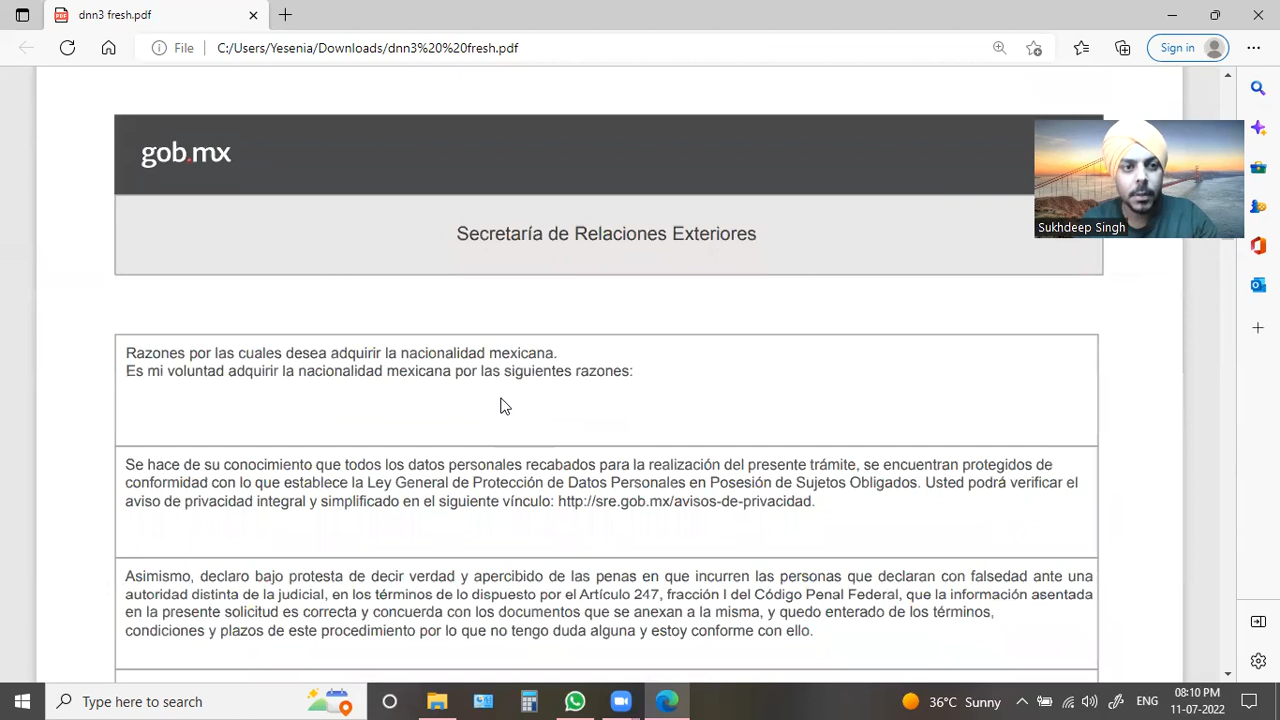 dnn3 fresh.pdf
File
C:/Users/Yesenia/Downloads/dnn3%20%20fresh.pdf
Sign in
gob.mx
Secretaría de Relaciones Exteriores
Sukhdeep Singh
Razones por las cuales desea adquirir la nacionalidad mexicana.
Es mi voluntad adquirir la nacionalidad mexicana por las siguientes razones:
Se hace de su conocimiento que todos los datos personales recabados para la realización del presente trámite, se encuentran protegidos de
conformidad con lo que establece la Ley General de Protección de Datos Personales en Posesión de Sujetos Obligados. Usted podrá verificar el
aviso de privacidad integral y simplificado en el siguiente vínculo: http://sre.gob.mx/avisos-de-privacidad.
Asimismo, declaro bajo protesta de decir verdad y apercibido de las penas en que incurren las personas que declaran con falsedad ante una
autoridad distinta de la judicial, en los términos de lo dispuesto por el Artículo 247, fracción I del Código Penal Federal, que la información asentada
en la presente solicitud es correcta y concuerda con los documentos que se anexan a la misma, y quedo enterado de los términos,
condiciones y plazos de este procedimiento por lo que no tengo duda alguna y estoy conforme con ello.
Type here to search
36°C Sunny
ENG
08:10 PM
11-07-2022